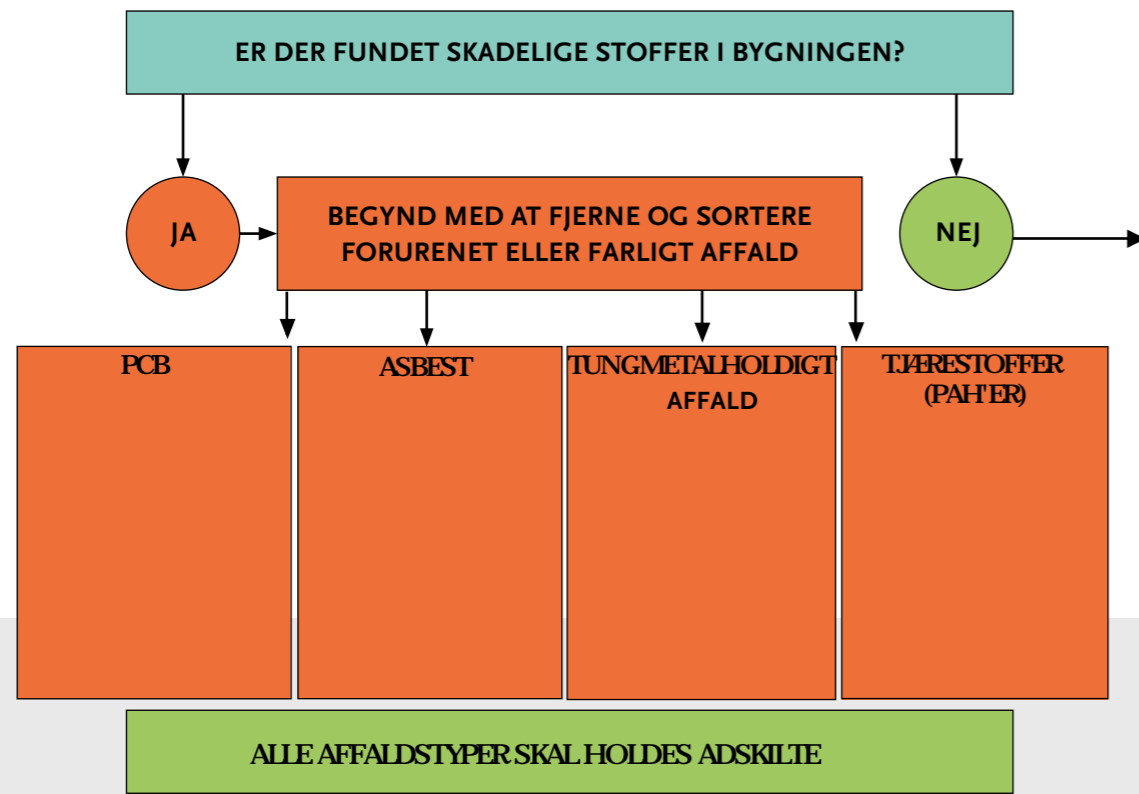 ER DER FUNDET SKADELIGE STOFFER I BYGNINGEN?
JA
BEGYND MED AT FJERNE OG SORTERE
FORURENET ELLER FARLIGT AFFALD
NEJ
PCB
ASBEST
TUNGMETALHOLDIGT
AFFALD
TJÆRESTOFFER
(PAH'ER)
ALLE AFFALDSTYPER SKAL HOLDES ADSKILTE